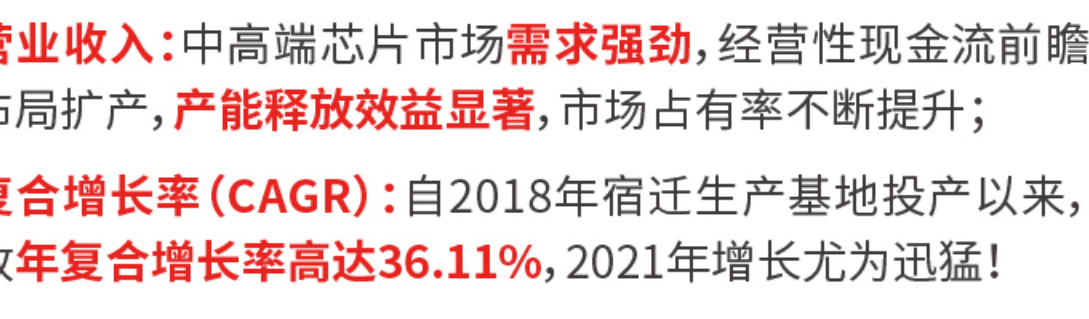 营业收入：中高端芯片市场需求强劲，经营性现金流前瞻
布局扩产，产能释放效益显著，市场占有率不断提升；
复合增长率（CAGR）：自2018年宿迁生产基地投产以来，
年复合增长率高达36.11%，2021年增长尤为迅猛！